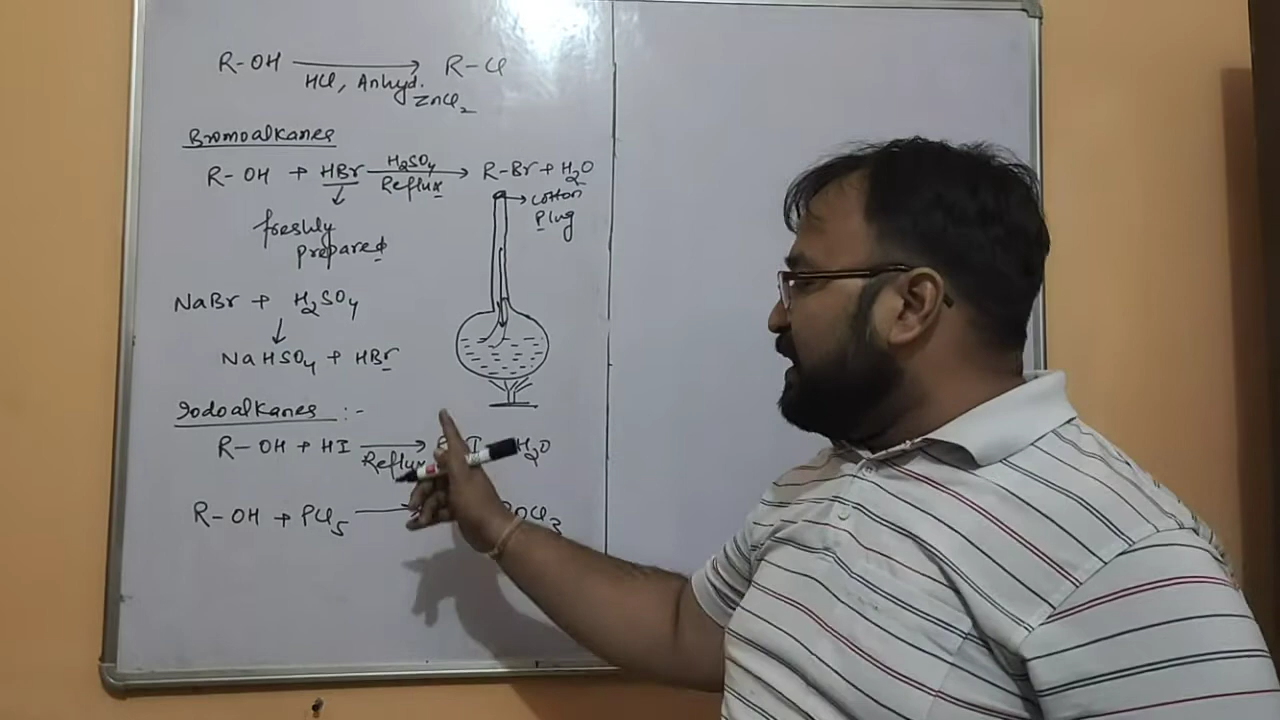 R-OH ⟶ R-Cl
HCl, Anhyd.
ZnCl₂
Bromoalkanes
R-OH + HBr ⟶ R-Br + H₂O
H₂SO₄
Reflux
cotton
Plug
freshly
prepared
NaBr + H₂SO₄
↓
NaHSO₄ + HBr
Iodoalkanes :-
R-OH + HI ⟶ I H₂O
Reflux
R-OH + PCl₅ ⟶ POCl₃